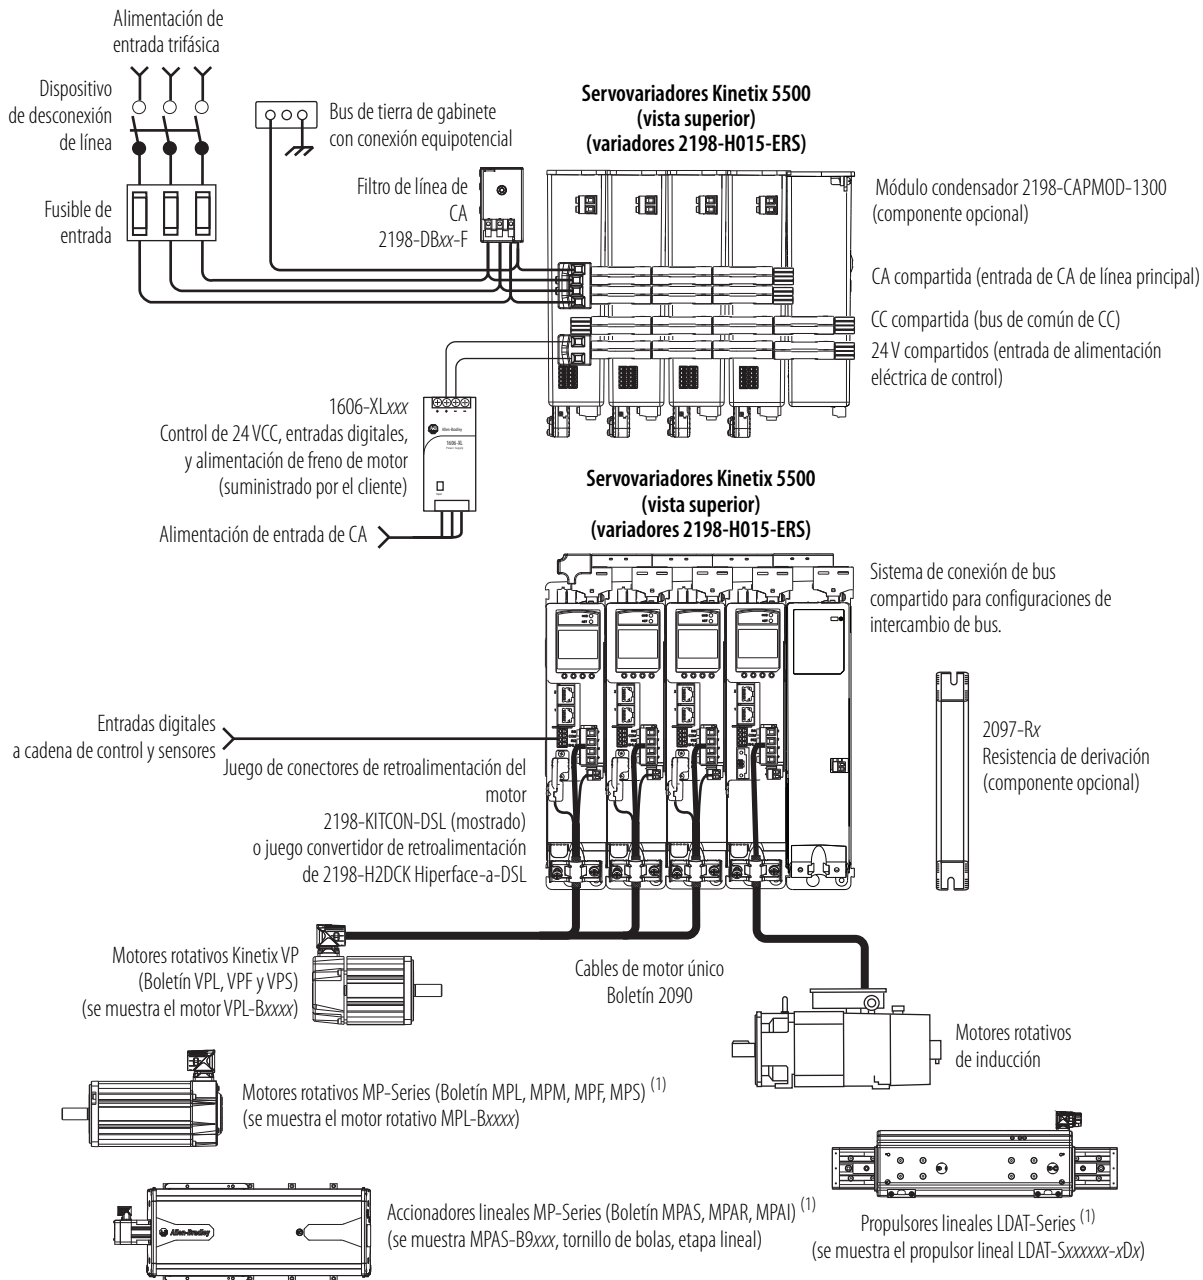 Alimentación de
entrada trifásica
Dispositivo
de desconexión
de línea
Bus de tierra de gabinete
con conexión equipotencial
Servovariadores Kinetix 5500
(vista superior)
(variadores 2198-H015-ERS)
Filtro de línea de
CA
2198-DBxx-F
Fusible de
entrada
Módulo condensador 2198-CAPMOD-1300
(componente opcional)
CA compartida (entrada de CA de línea principal)
CC compartida (bus de común de CC)
24 V compartidos (entrada de alimentación
eléctrica de control)
1606-XLxxx
Control de 24 VCC, entradas digitales,
y alimentación de freno de motor
(suministrado por el cliente)
Allen-Bradley
1606-XL
Power Supply
Alimentación de entrada de CA
Servovariadores Kinetix 5500
(vista superior)
(variadores 2198-H015-ERS)
Sistema de conexión de bus
compartido para configuraciones de
intercambio de bus.
Entradas digitales
a cadena de control y sensores
2097-Rx
Resistencia de derivación
(componente opcional)
Juego de conectores de retroalimentación del
motor
2198-KITCON-DSL (mostrado)
o juego convertidor de retroalimentación
de 2198-H2DCK Hiperface-a-DSL
Motores rotativos Kinetix VP
(Boletín VPL, VPF y VPS)
(se muestra el motor VPL-Bxxxx)
Cables de motor único
Boletín 2090
Motores rotativos
de inducción
Motores rotativos MP-Series (Boletín MPL, MPM, MPF, MPS) (1)
(se muestra el motor rotativo MPL-Bxxxx)
Allen-Bradley
Accionadores lineales MP-Series (Boletín MPAS, MPAR, MPAI) (1)
(se muestra MPAS-B9xxx, tornillo de bolas, etapa lineal)
Propulsores lineales LDAT-Series (1)
(se muestra el propulsor lineal LDAT-Sxxxxxx-xDx)